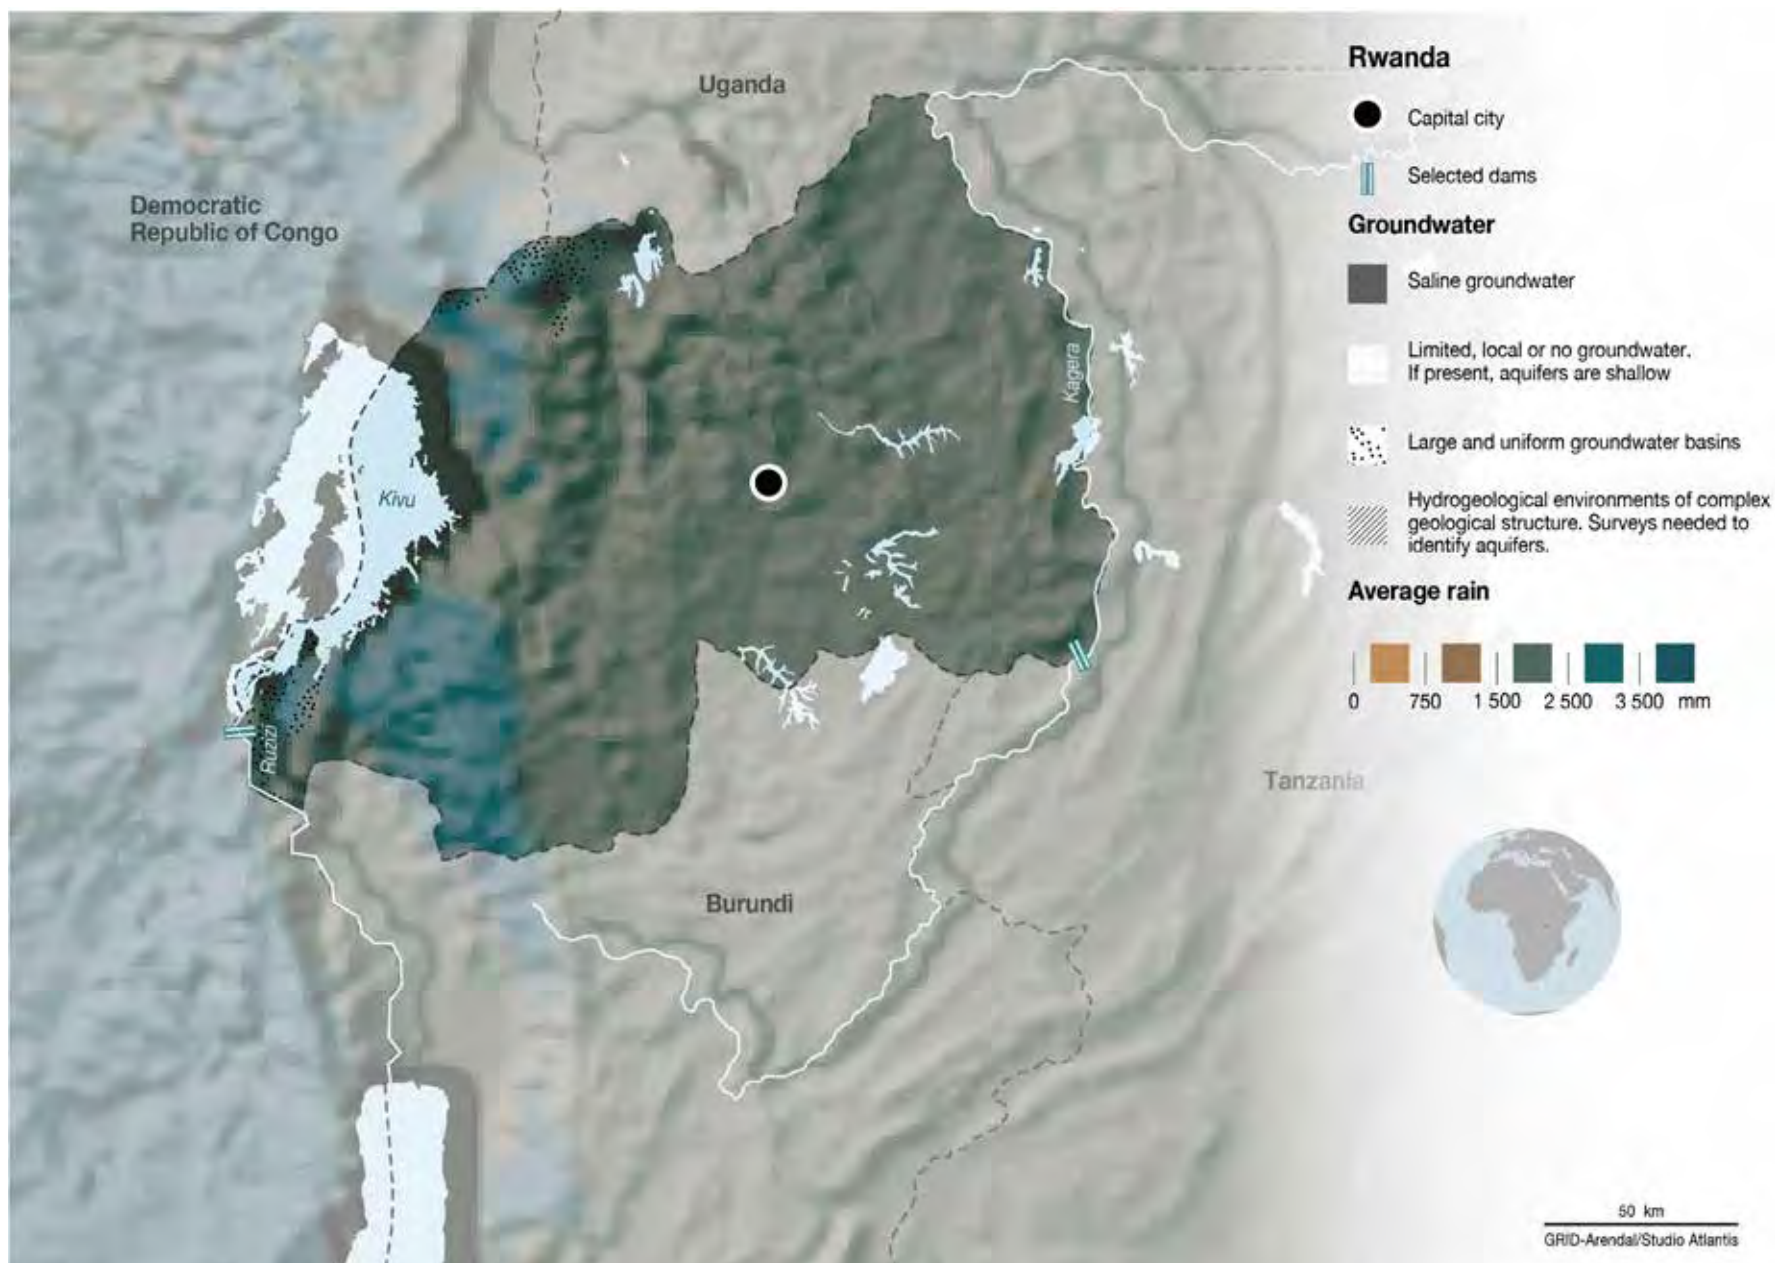 Uganda
Democratic
Republic of Congo
Kivu
Ruzizi
Kagera
Burundi
Tanzania
Rwanda
Capital city
Selected dams
Groundwater
Saline groundwater
Limited, local or no groundwater.
If present, aquifers are shallow
Large and uniform groundwater basins
Hydrogeological environments of complex
geological structure. Surveys needed to
identify aquifers.
Average rain
0 750 1 500 2 500 3 500 mm
50 km
GRID-Arendal/Studio Atlantis